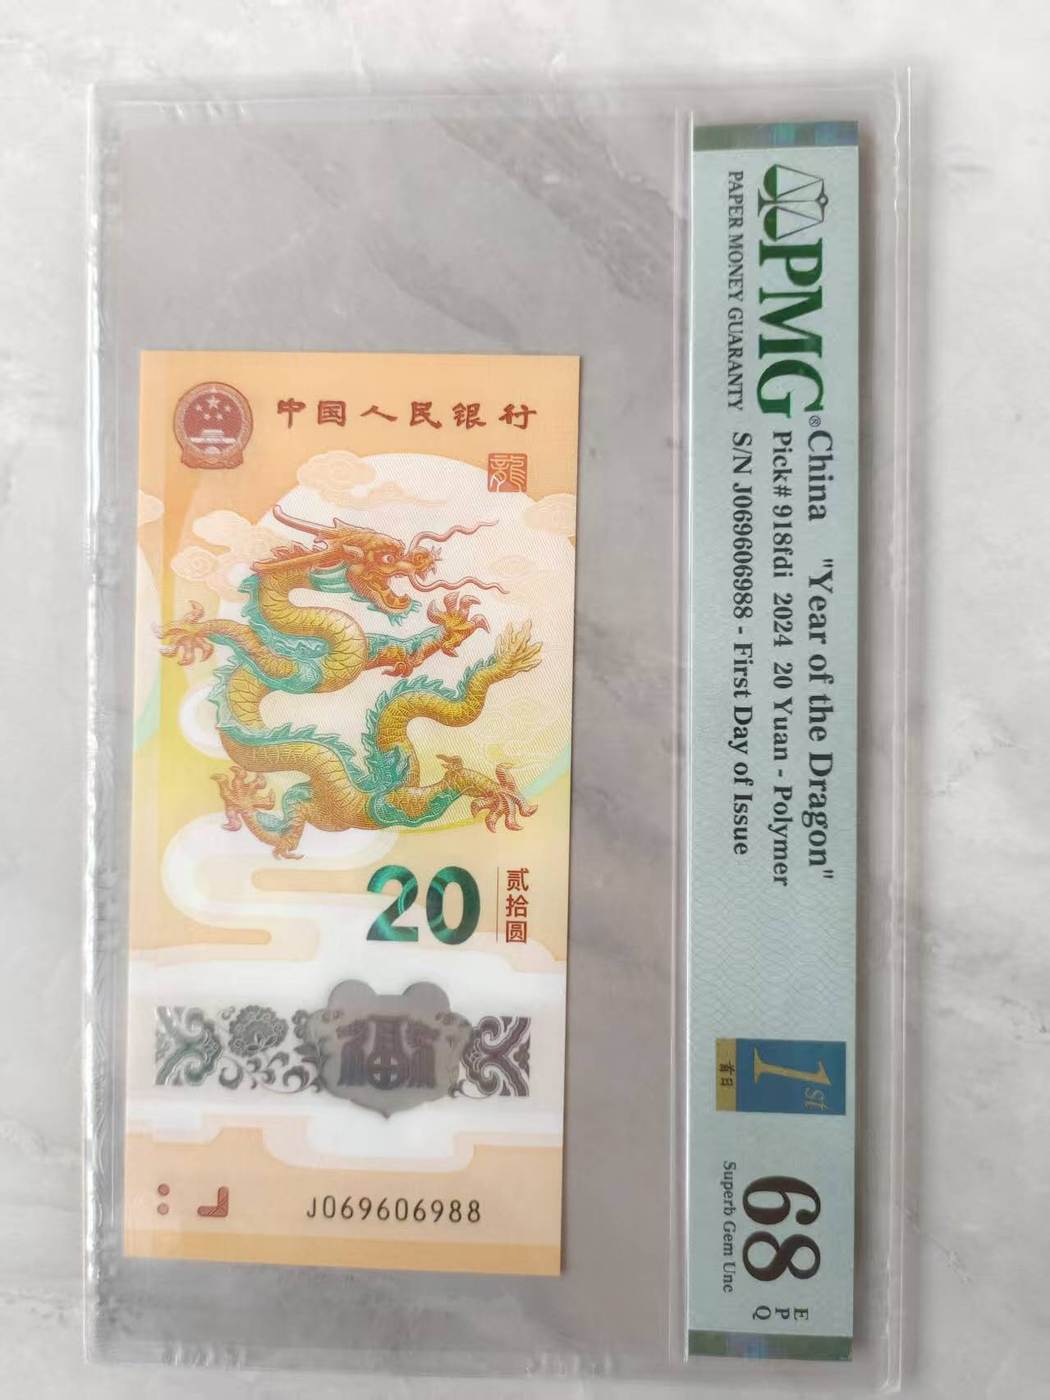 中国人民银行
龍
20
贰拾圆
福
J069606988
PMG®
PAPER MONEY GUARANTY
China "Year of the Dragon"
Pick# 918fdi 2024 20 Yuan - Polymer
S/N J069606988 - First Day of Issue
1st
首日
68 EPQ
Superb Gem Unc